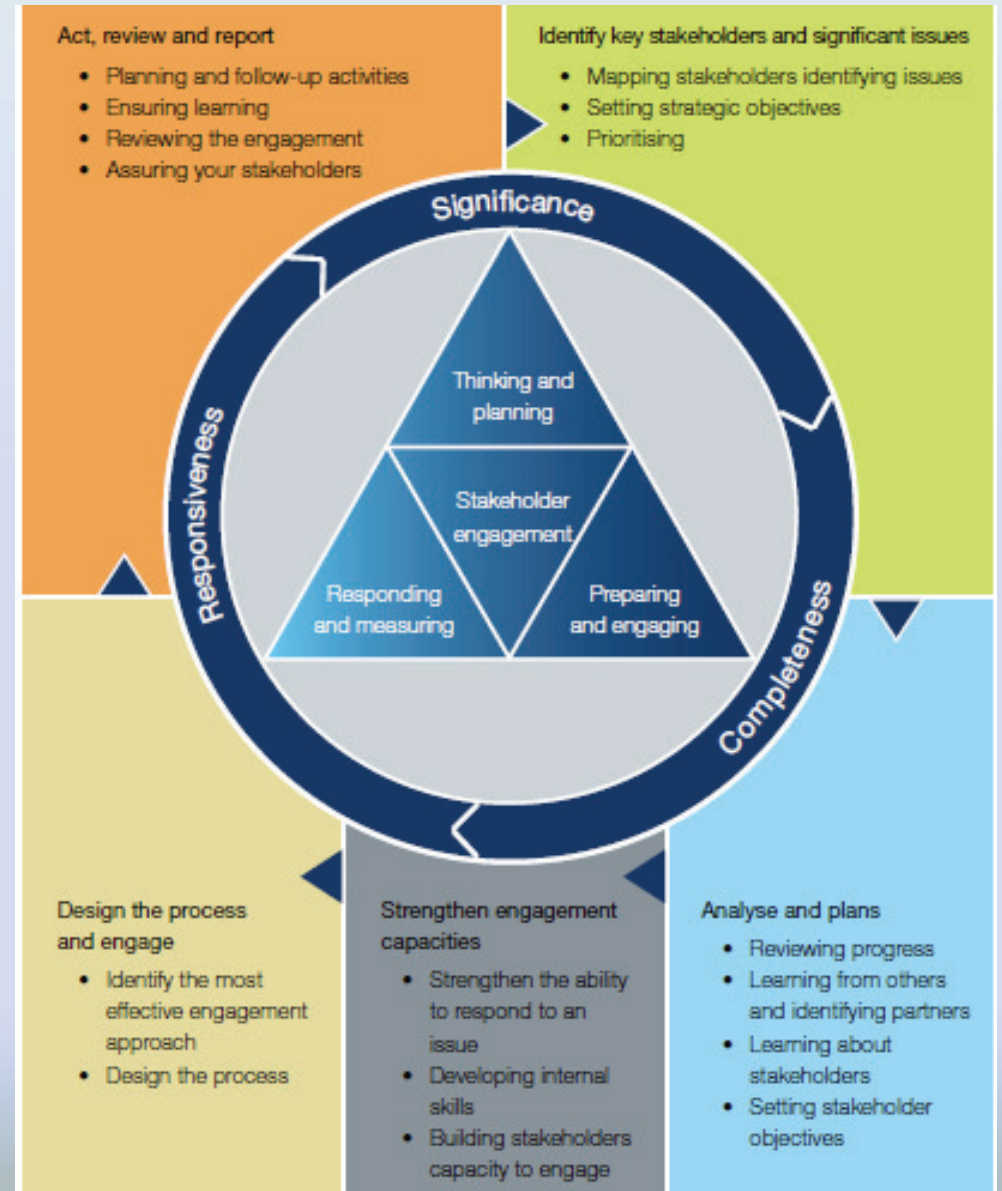 Act, review and report
• Planning and follow-up activities
• Ensuring learning
• Reviewing the engagement
• Assuring your stakeholders
Identify key stakeholders and significant issues
• Mapping stakeholders identifying issues
• Setting strategic objectives
• Prioritising
Significance
Responsiveness
Completeness
Thinking and
planning
Stakeholder
engagement
Responding
and measuring
Preparing
and engaging
Design the process
and engage
• Identify the most
effective engagement
approach
• Design the process
Strengthen engagement
capacities
• Strengthen the ability
to respond to an
issue
• Developing internal
skills
• Building stakeholders
capacity to engage
Analyse and plans
• Reviewing progress
• Learning from others
and identifying partners
• Learning about
stakeholders
• Setting stakeholder
objectives